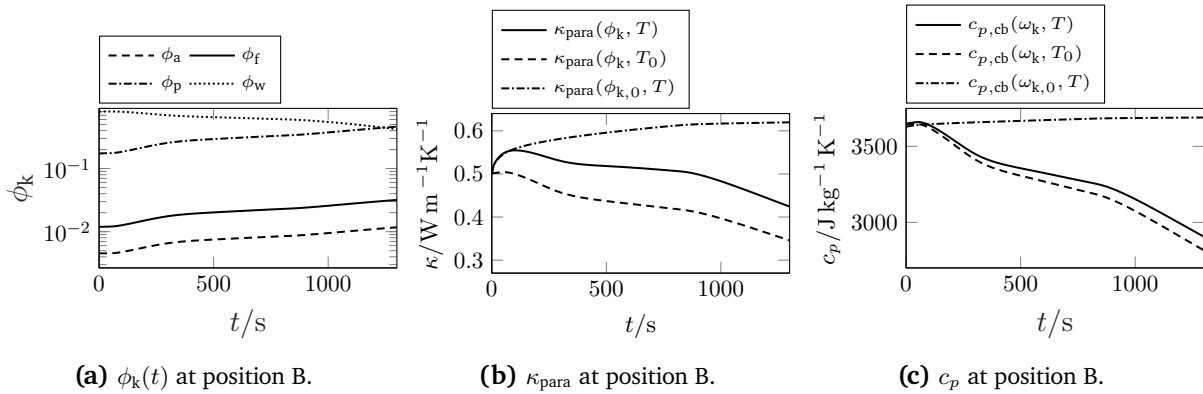 ϕa ϕf
ϕp ϕw
10−1
10−2
ϕk
0 500 1000
t/s
(a) ϕk(t) at position B.
κpara(ϕk, T)
κpara(ϕk, T0)
κpara(ϕk,0, T)
0.6
0.5
0.4
0.3
κ/W m−1K−1
0 500 1000
t/s
(b) κpara at position B.
cp,cb(ωk, T)
cp,cb(ωk, T0)
cp,cb(ωk,0, T)
3500
3000
cp/J kg−1 K−1
0 500 1000
t/s
(c) cp at position B.